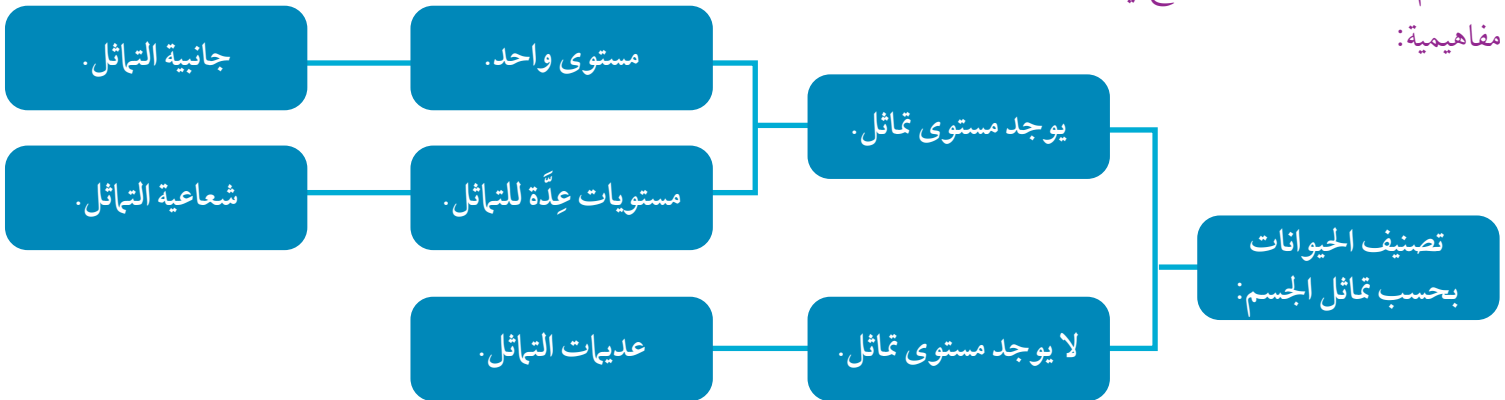 مفاهيمية:
تصنيف الحيوانات
بحسب تماثل الجسم:
يوجد مستوى تماثل.
مستوى واحد.
جانبية التماثل.
مستويات عِدَّة للتماثل.
شعاعية التماثل.
لا يوجد مستوى تماثل.
عديمات التماثل.